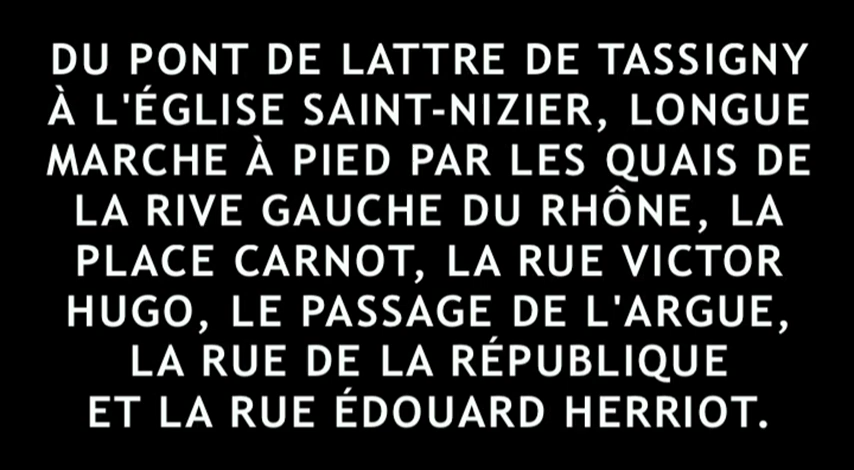 DU PONT DE LATTRE DE TASSIGNY
À L'ÉGLISE SAINT-NIZIER, LONGUE
MARCHE À PIED PAR LES QUAIS DE
LA RIVE GAUCHE DU RHÔNE, LA
PLACE CARNOT, LA RUE VICTOR
HUGO, LE PASSAGE DE L'ARGUE,
LA RUE DE LA RÉPUBLIQUE
ET LA RUE ÉDOUARD HERRIOT.